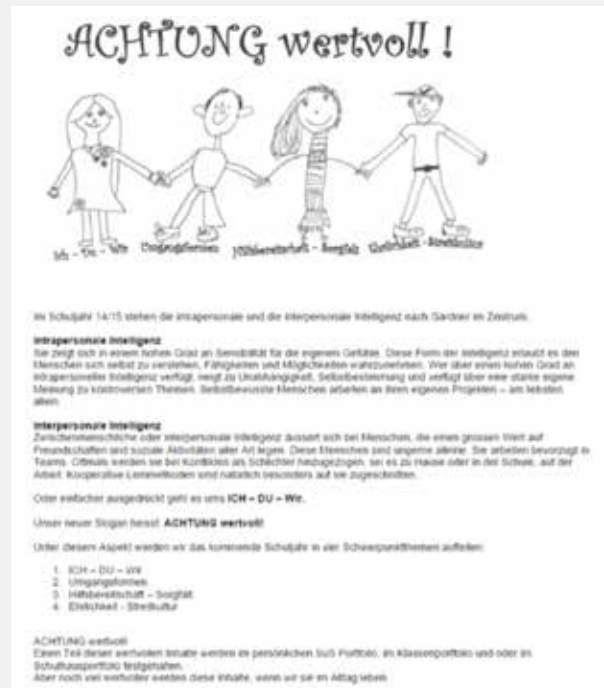 ACHTUNG wertvoll !
Ich - Du - Wir Umgangsformen Hilfsbereitschaft - Sorgfalt Ehrlichkeit - Streitkultur
Im Schuljahr 14/15 stehen die intrapersonale und die interpersonale Intelligenz nach Gardner im Zentrum.
Intrapersonale Intelligenz
Sie zeigt sich in einem hohen Grad an Sensibilität für die eigenen Gefühle. Diese Form der Intelligenz erlaubt es den
Menschen sich selbst zu verstehen, Fähigkeiten und Möglichkeiten wahrzunehmen. Wer über einen hohen Grad an
intrapersoneller Intelligenz verfügt, neigt zu Unabhängigkeit, Selbstbestimmung und verfügt über eine starke eigene
Meinung zu kontroversen Themen. Selbstbewusste Menschen arbeiten an ihren eigenen Projekten – am liebsten
allein.
Interpersonale Intelligenz
Zwischenmenschliche oder interpersonale Intelligenz äussert sich bei Menschen, die einen grossen Wert auf
Freundschaften und soziale Aktivitäten aller Art legen. Diese Menschen sind ungerne alleine. Sie arbeiten bevorzugt in
Teams. Oftmals werden sie bei Konflikten als Schlichter hinzugezogen, sei es zu Hause oder in der Schule, auf der
Arbeit. Kooperative Lernmethoden sind natürlich besonders auf sie zugeschnitten.
Oder einfacher ausgedrückt geht es ums ICH – DU – Wir.
Unser neuer Slogan heisst: ACHTUNG wertvoll!
Unter diesem Aspekt werden wir das kommende Schuljahr in vier Schwerpunktthemen aufteilen:
1. ICH – DU – Wir
2. Umgangsformen
3. Hilfsbereitschaft – Sorgfalt
4. Ehrlichkeit - Streitkultur
ACHTUNG wertvoll!
Einen Teil dieser wertvollen Inhalte werden im persönlichen SuS Portfolio, im Klassenportfolio und oder im
Schulhausportfolio festgehalten.
Aber noch viel wertvoller werden diese Inhalte, wenn wir sie im Alltag leben.